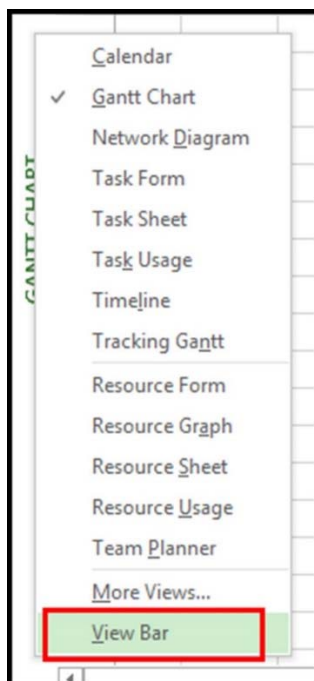 Calendar
Gantt Chart
Network Diagram
Task Form
Task Sheet
Task Usage
Timeline
Tracking Gantt
Resource Form
Resource Graph
Resource Sheet
Resource Usage
Team Planner
More Views...
View Bar
GANTT CHART